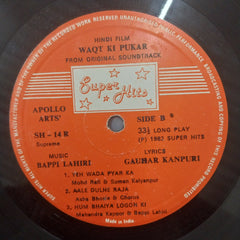 HINDI FILM
WAQT KI PUKAR
FROM ORIGINAL SOUNDTRACK
Super Hits
APOLLO
ARTS'
SIDE B
SH - 14 R
Supreme
33⅓ LONG PLAY
(P) 1982 SUPER HITS
MUSIC
BAPPI LAHIRI
LYRICS
GAUHAR KANPURI
1. YEH WADA PYAR KA
Mohd Rafi & Suman Kalyanpur
2. AALE DULHE RAJA
Asha Bhosle & Chorus
3. HUM BHAIYA LOGON KI
Mahendra Kapoor & Bappi Lahiri
Made in India